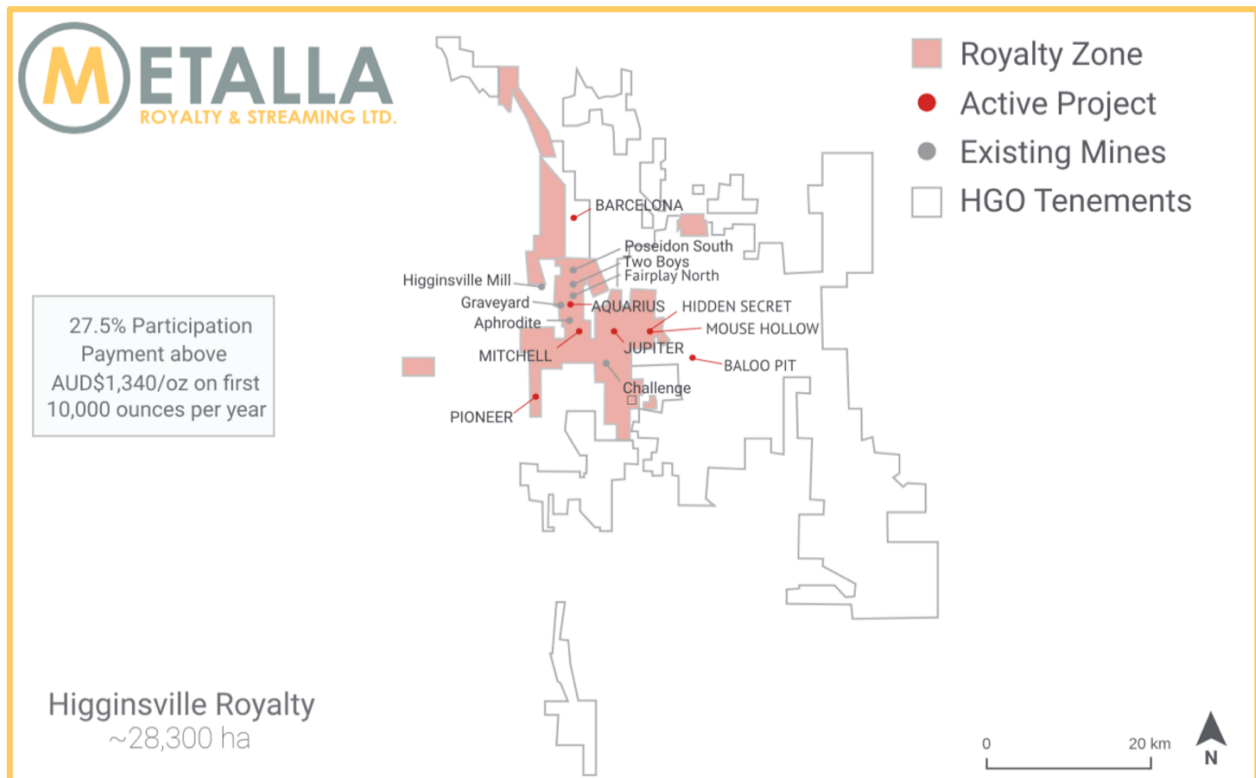 METALLA
ROYALTY & STREAMING LTD.
Royalty Zone
Active Project
Existing Mines
HGO Tenements
BARCELONA
Poseidon South
Two Boys
Fairplay North
Higginsville Mill
Graveyard
AQUARIUS
HIDDEN SECRET
Aphrodite
MOUSE HOLLOW
MITCHELL
JUPITER
BALOO PIT
Challenge
PIONEER
27.5% Participation
Payment above
AUD$1,340/oz on first
10,000 ounces per year
Higginsville Royalty
~28,300 ha
0 20 km
N